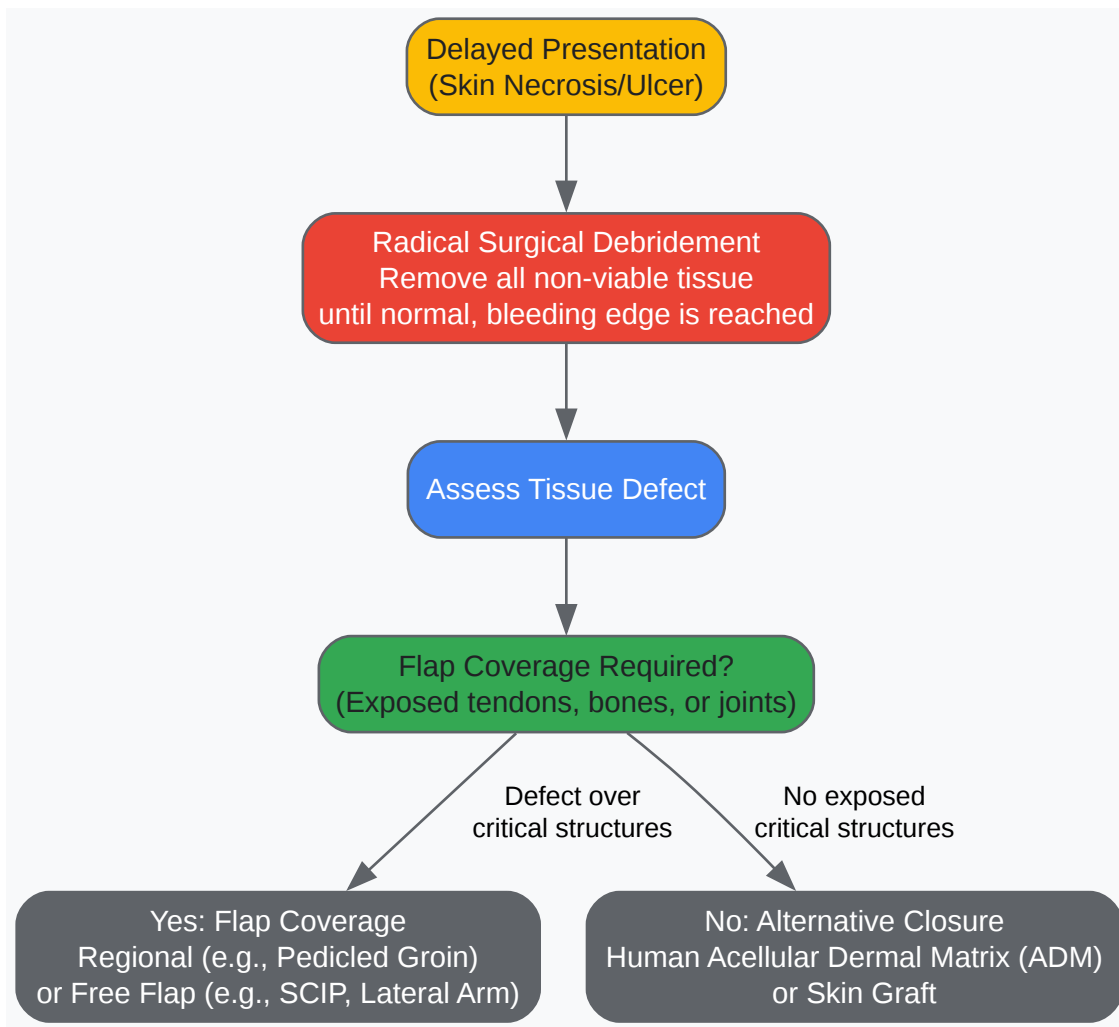 Delayed Presentation
(Skin Necrosis/Ulcer)
Radical Surgical Debridement
Remove all non-viable tissue
until normal, bleeding edge is reached
Assess Tissue Defect
Flap Coverage Required?
(Exposed tendons, bones, or joints)
Defect over
critical structures
No exposed
critical structures
Yes: Flap Coverage
Regional (e.g., Pedicled Groin)
or Free Flap (e.g., SCIP, Lateral Arm)
No: Alternative Closure
Human Acellular Dermal Matrix (ADM)
or Skin Graft